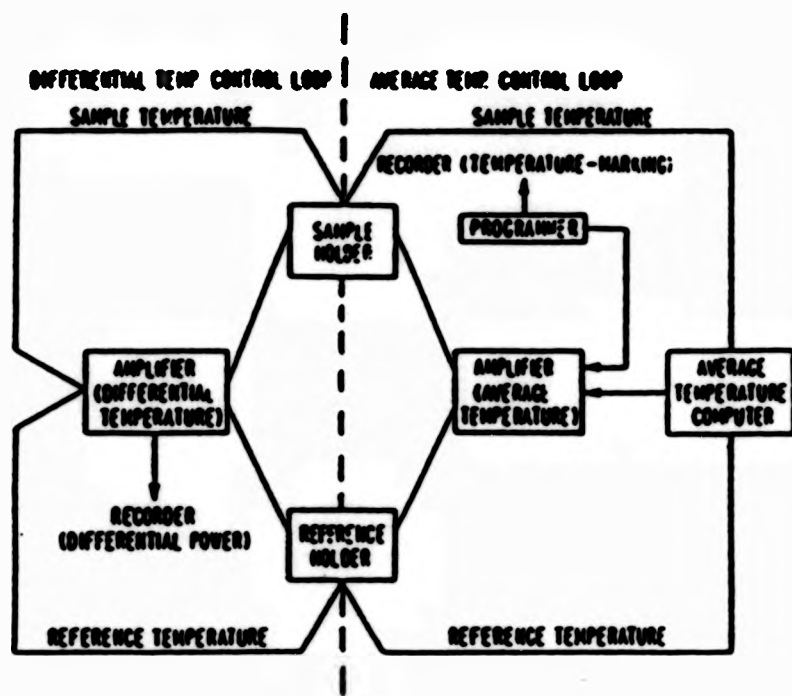 DIFFERENTIAL TEMP CONTROL LOOP
AVERAGE TEMP. CONTROL LOOP
SAMPLE TEMPERATURE
SAMPLE TEMPERATURE
RECORDER (TEMPERATURE-MARKING)
PROGRAMMER
SAMPLE
HOLDER
AMPLIFIER
(DIFFERENTIAL
TEMPERATURE)
AMPLIFIER
(AVERAGE
TEMPERATURE)
AVERAGE
TEMPERATURE
COMPUTER
RECORDER
(DIFFERENTIAL POWER)
REFERENCE
HOLDER
REFERENCE TEMPERATURE
REFERENCE TEMPERATURE